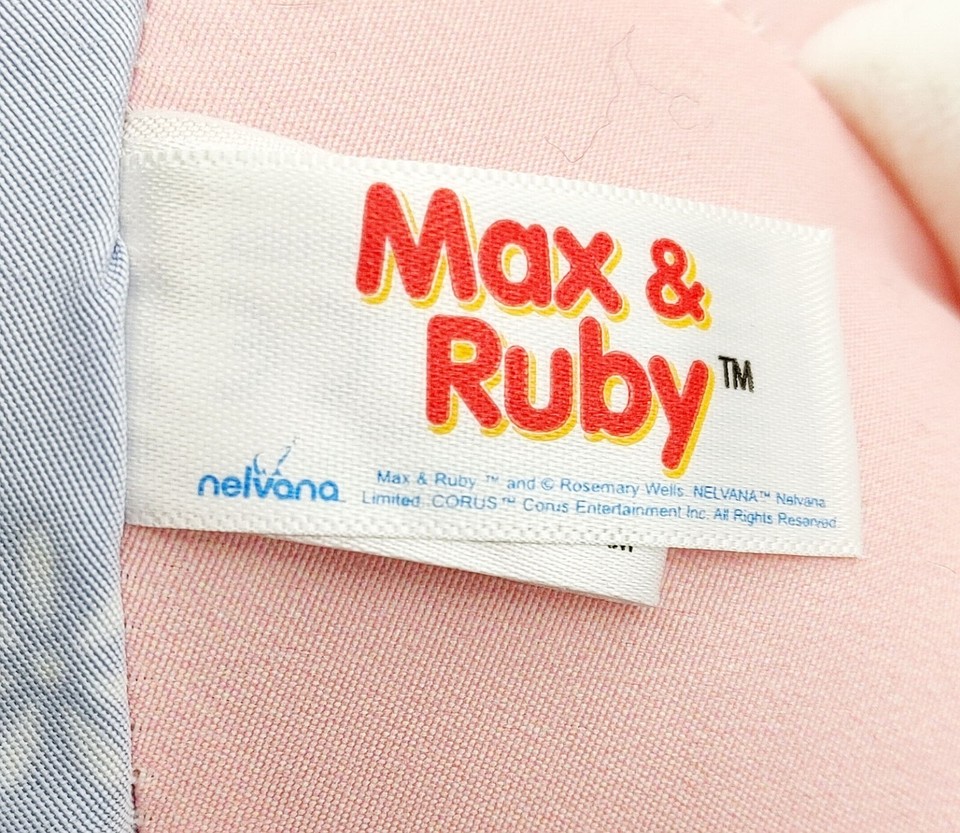 Max &
Ruby™
nelvana
Max & Ruby ™ and © Rosemary Wells. NELVANA™ Nelvana
Limited. CORUS™ Corus Entertainment Inc. All Rights Reserved.